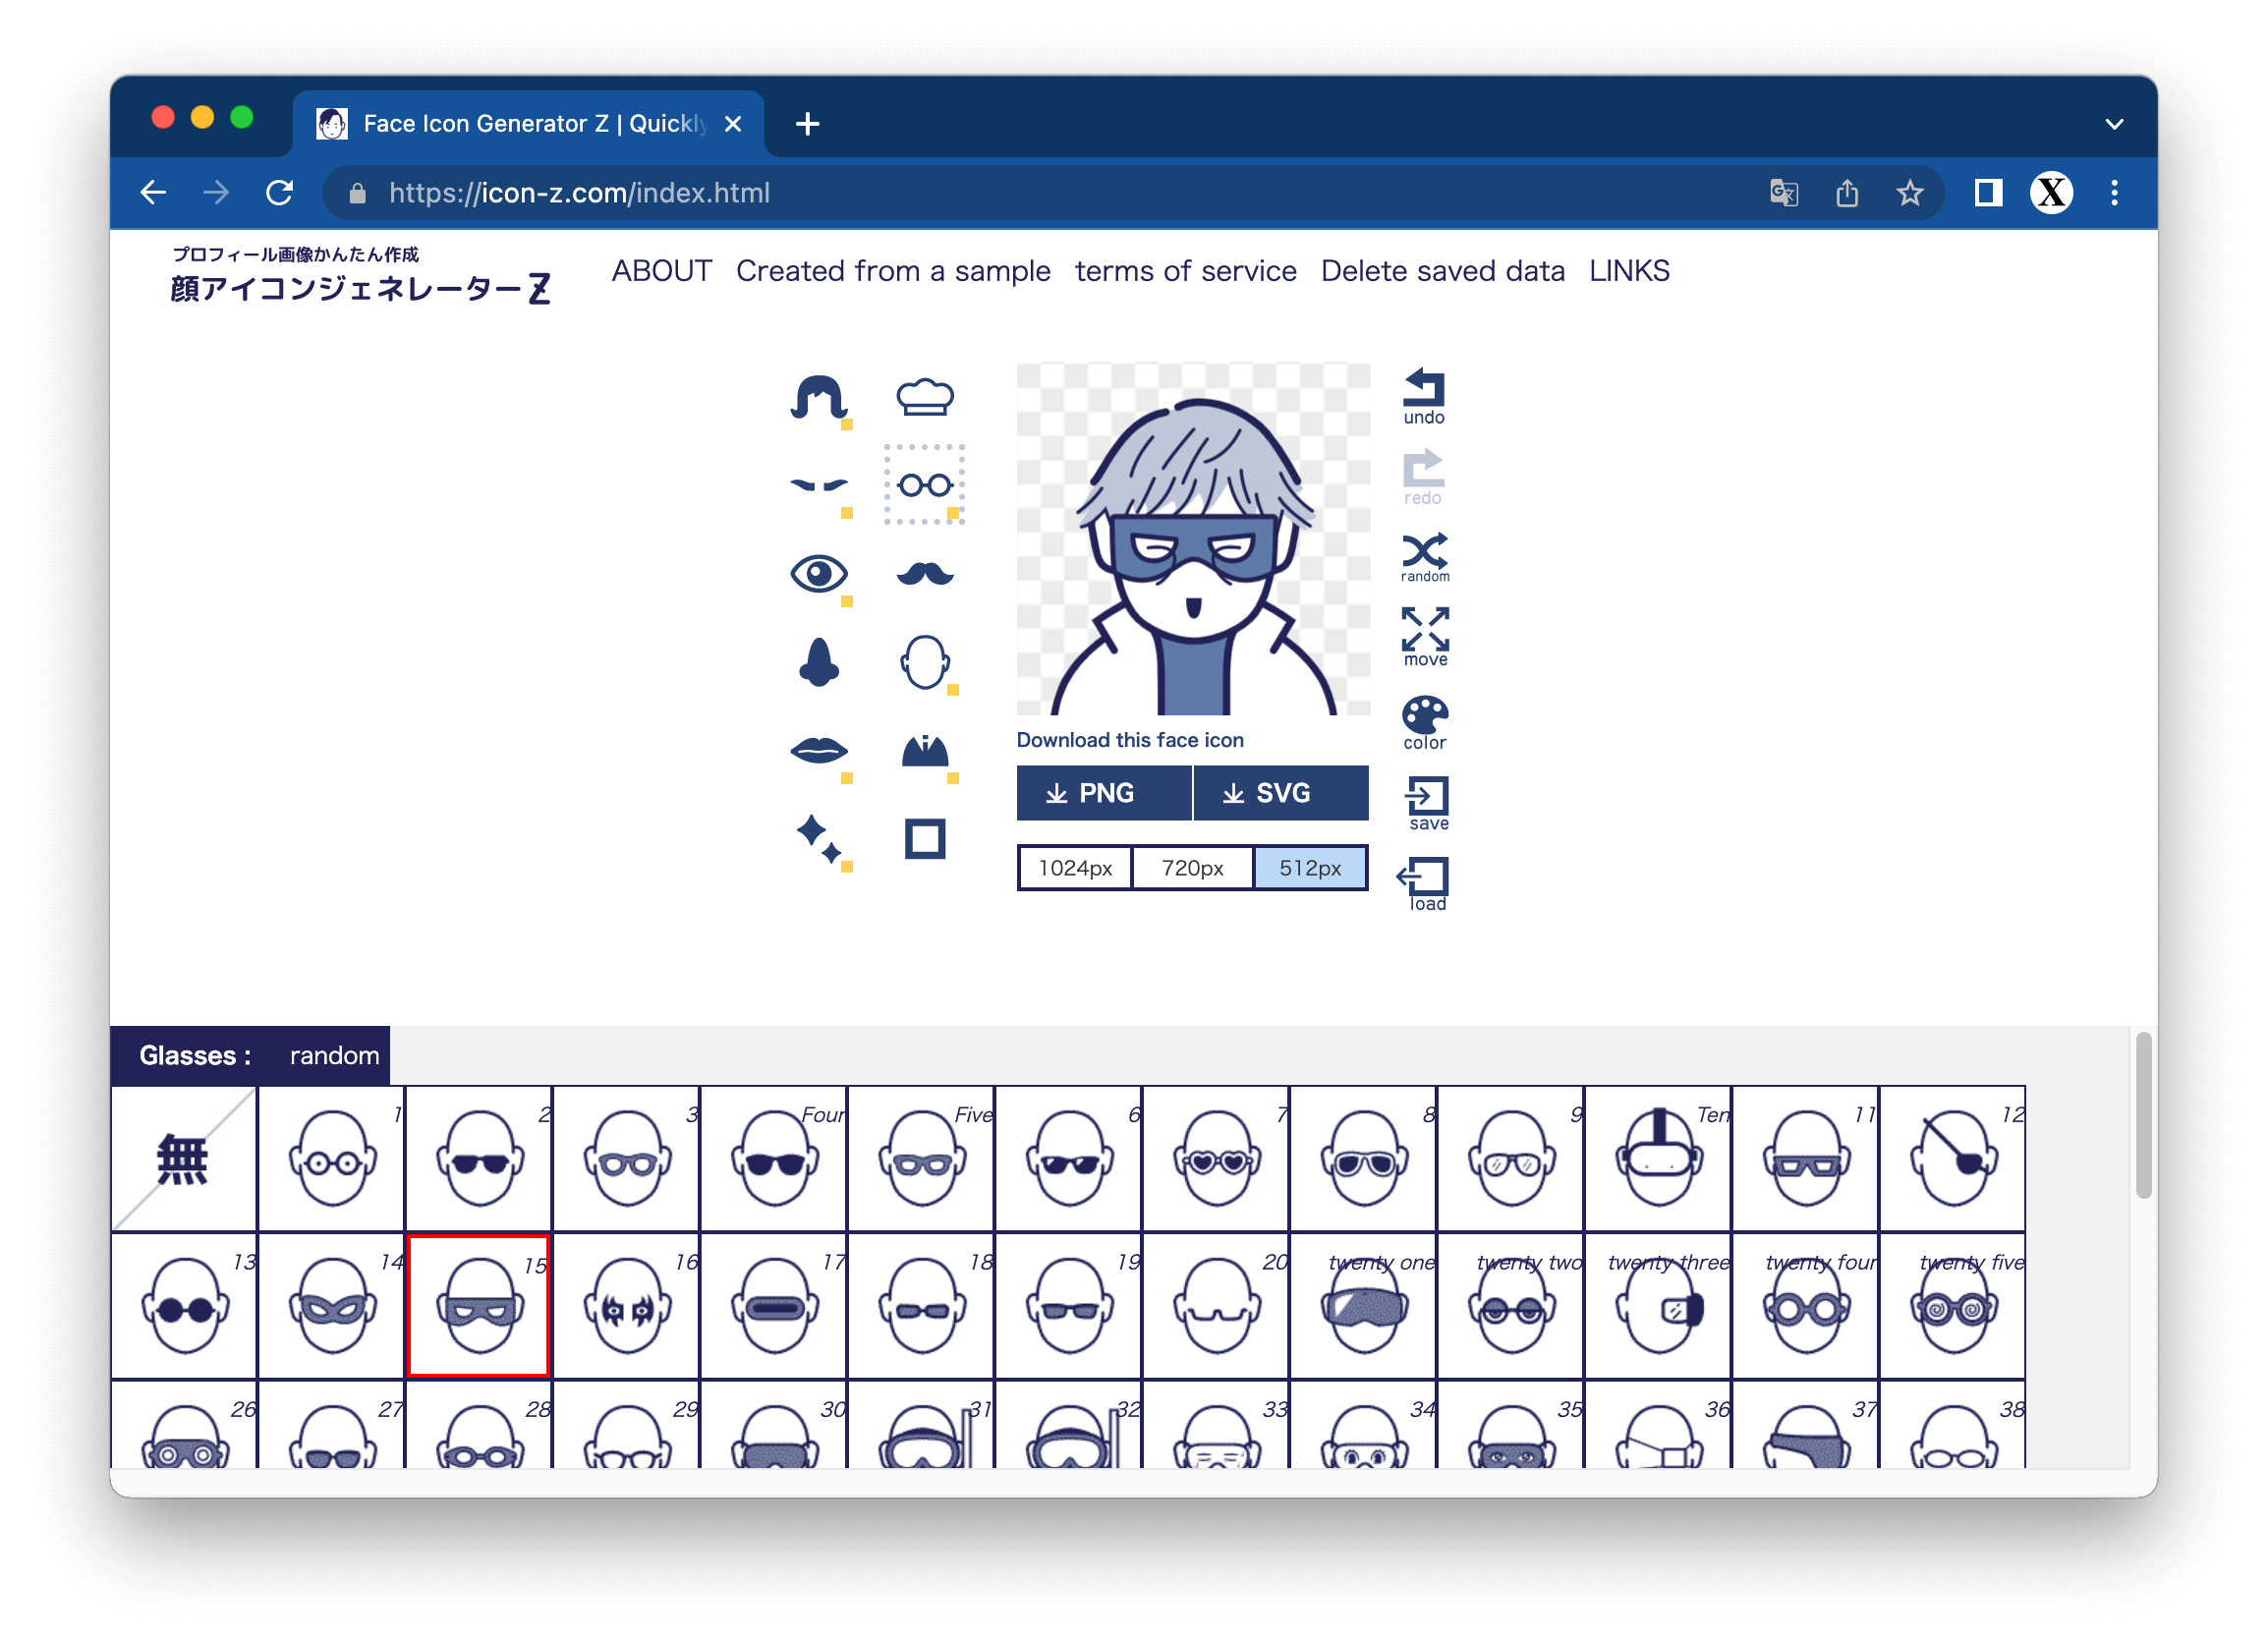 Face Icon Generator Z | Quickly
https://icon-z.com/index.html
X
プロフィール画像かんたん作成
顔アイコンジェネレーターZ
ABOUT Created from a sample terms of service Delete saved data LINKS
undo
redo
random
move
color
save
load
Download this face icon
PNG SVG
1024px 720px 512px
Glasses : random
無 1 2 3 Four Five 6 7 8 9 Ten 11 12
13 14 15 16 17 18 19 20 twenty one twenty two twenty three twenty four twenty five
26 27 28 29 30 31 32 33 34 35 36 37 38